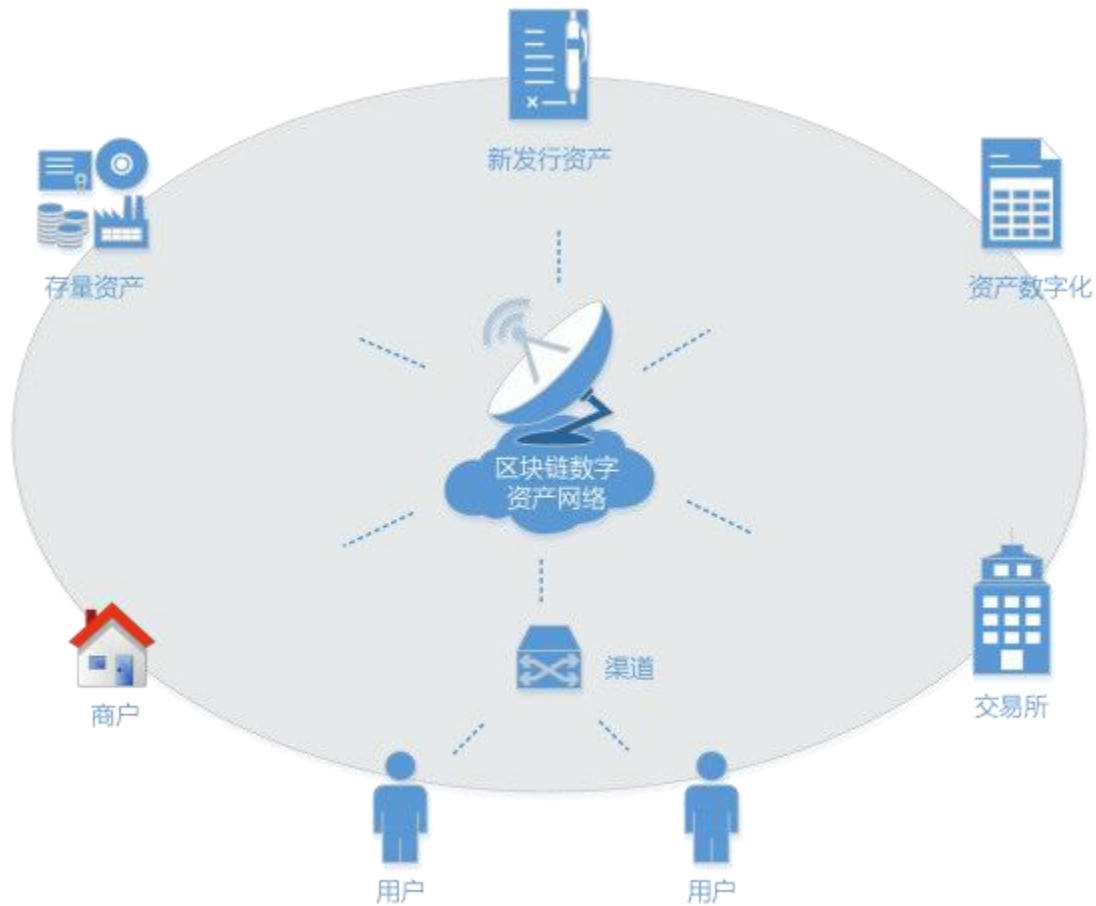 新发行资产
存量资产
资产数字化
区块链数字
资产网络
渠道
商户
交易所
用户
用户